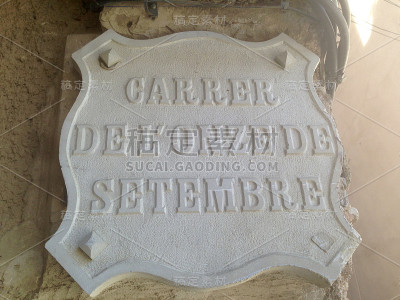 CARRER
DE
DE
SETEMBRE
稿定素材
SUCAI.GAODING.COM